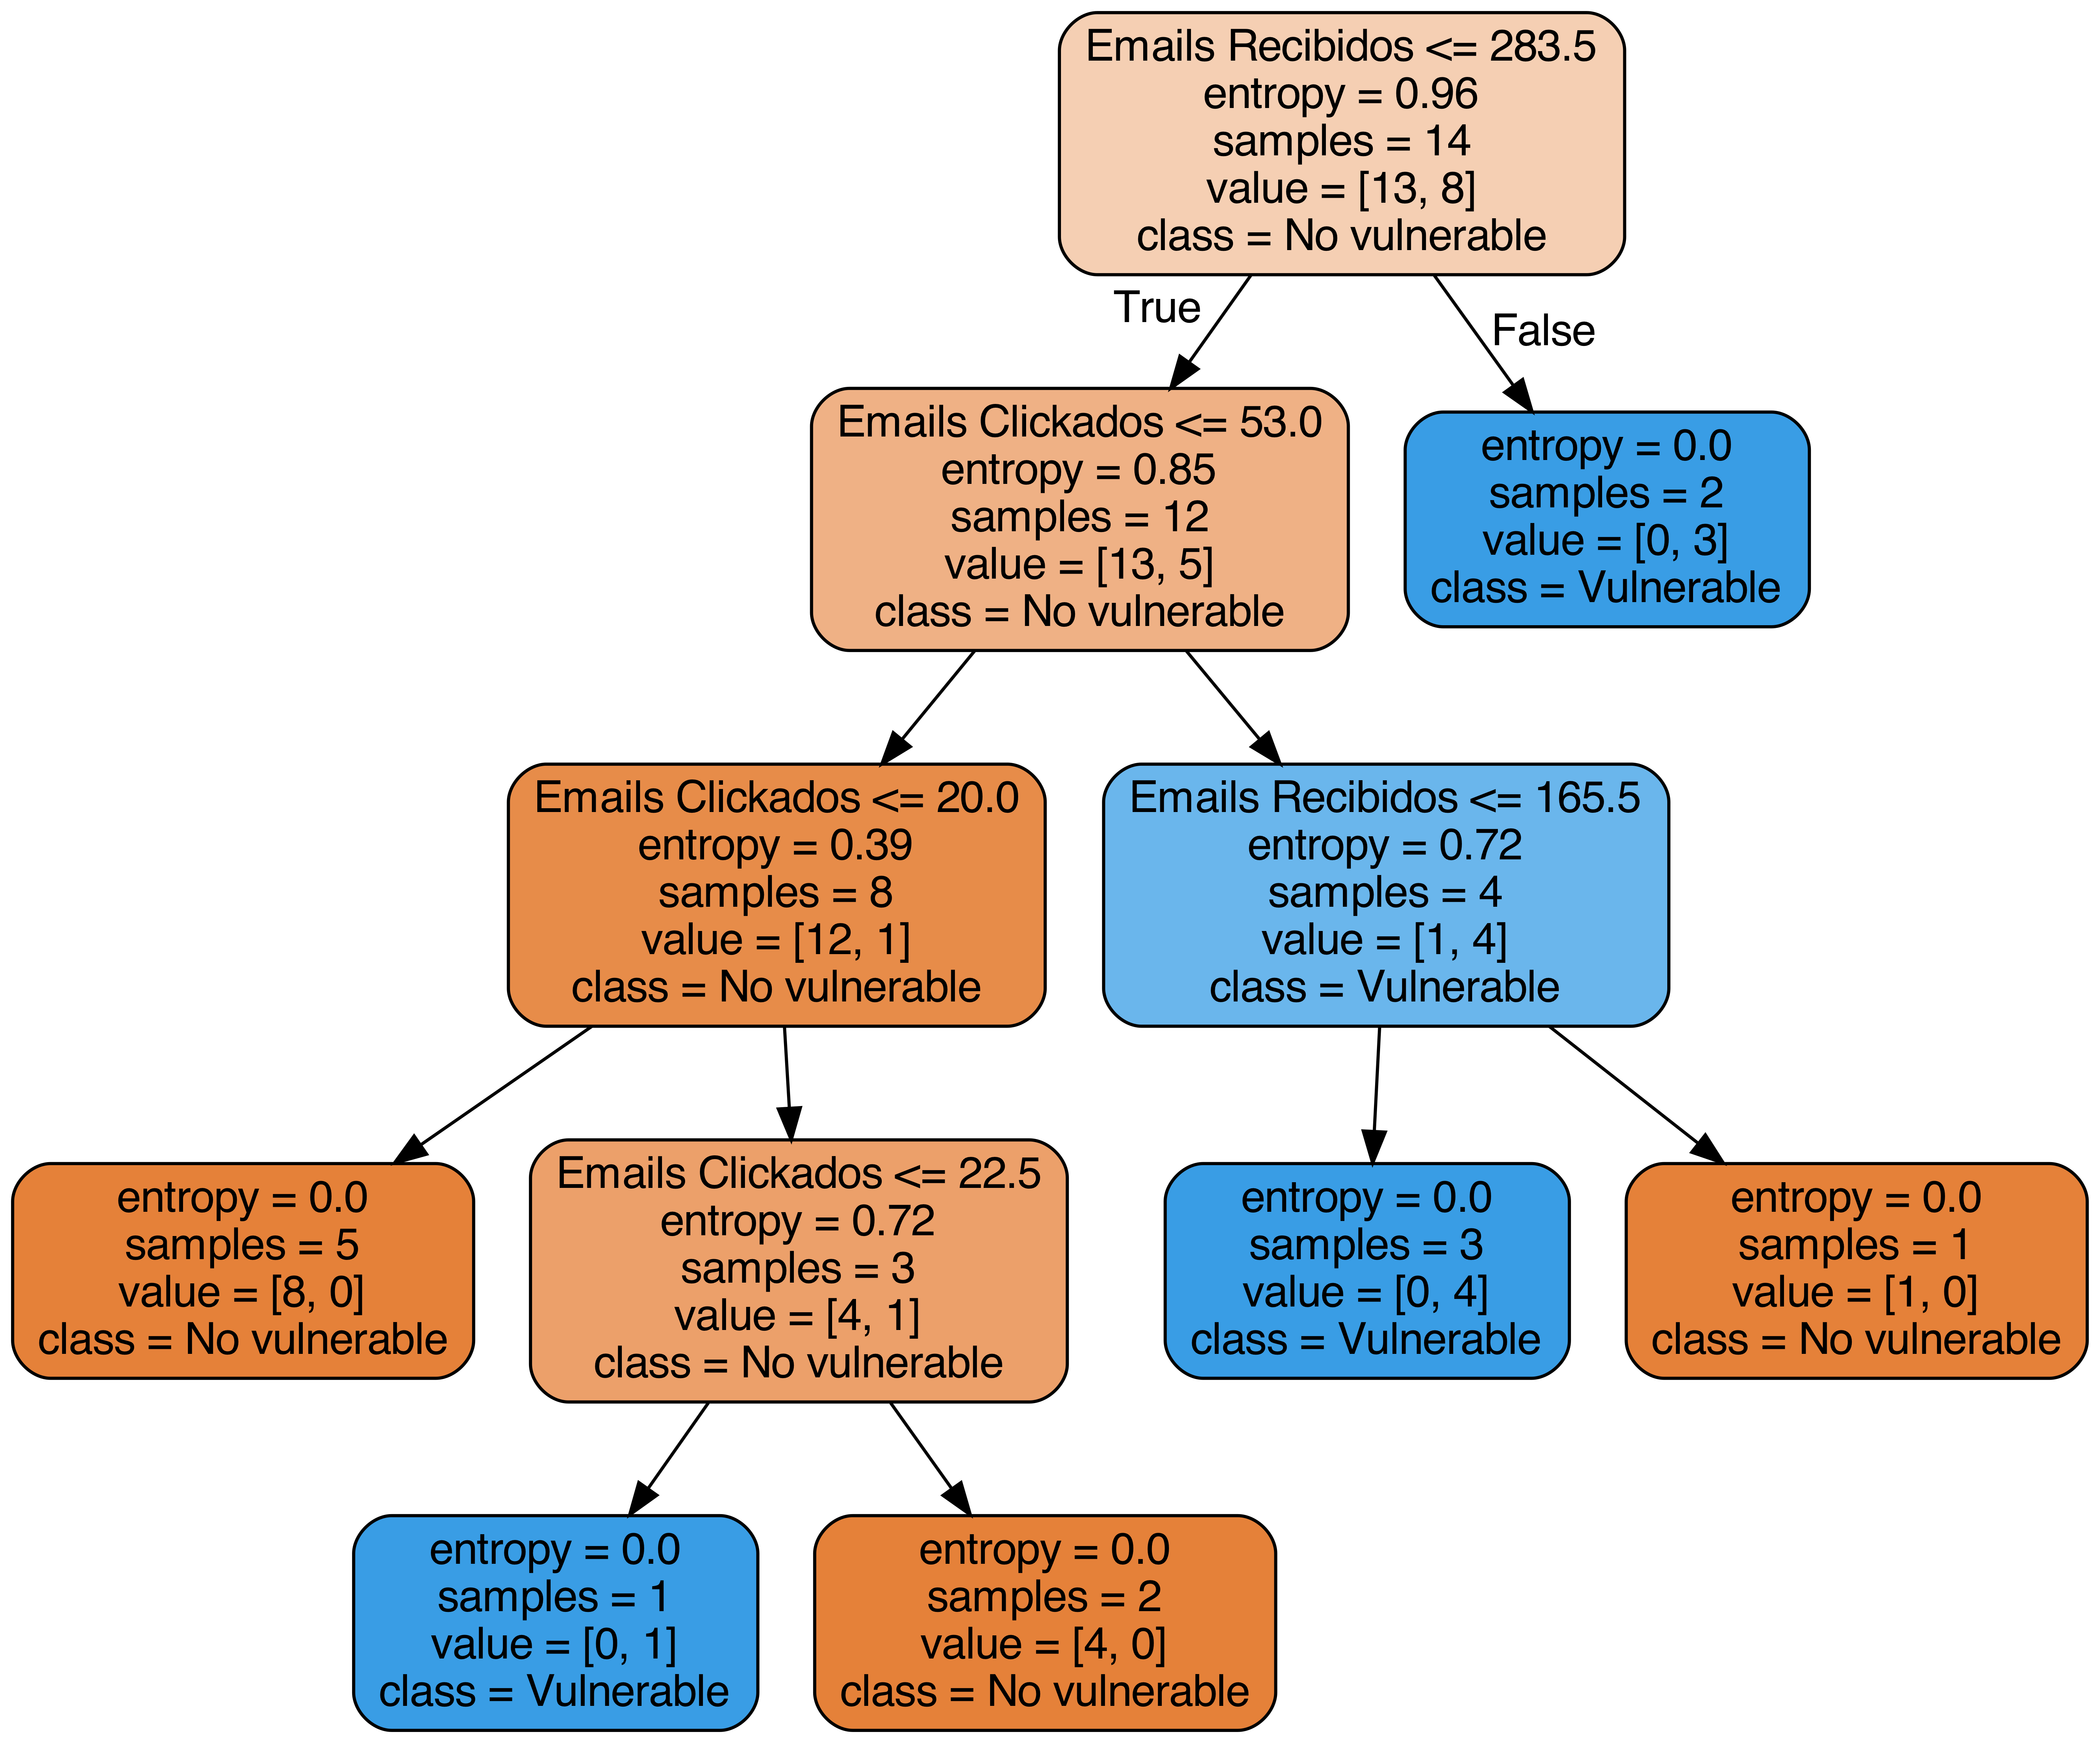 Emails Recibidos <= 283.5
entropy = 0.96
samples = 14
value = [13, 8]
class = No vulnerable
True
False
Emails Clickados <= 53.0
entropy = 0.85
samples = 12
value = [13, 5]
class = No vulnerable
entropy = 0.0
samples = 2
value = [0, 3]
class = Vulnerable
Emails Clickados <= 20.0
entropy = 0.39
samples = 8
value = [12, 1]
class = No vulnerable
Emails Recibidos <= 165.5
entropy = 0.72
samples = 4
value = [1, 4]
class = Vulnerable
entropy = 0.0
samples = 5
value = [8, 0]
class = No vulnerable
Emails Clickados <= 22.5
entropy = 0.72
samples = 3
value = [4, 1]
class = No vulnerable
entropy = 0.0
samples = 3
value = [0, 4]
class = Vulnerable
entropy = 0.0
samples = 1
value = [1, 0]
class = No vulnerable
entropy = 0.0
samples = 1
value = [0, 1]
class = Vulnerable
entropy = 0.0
samples = 2
value = [4, 0]
class = No vulnerable